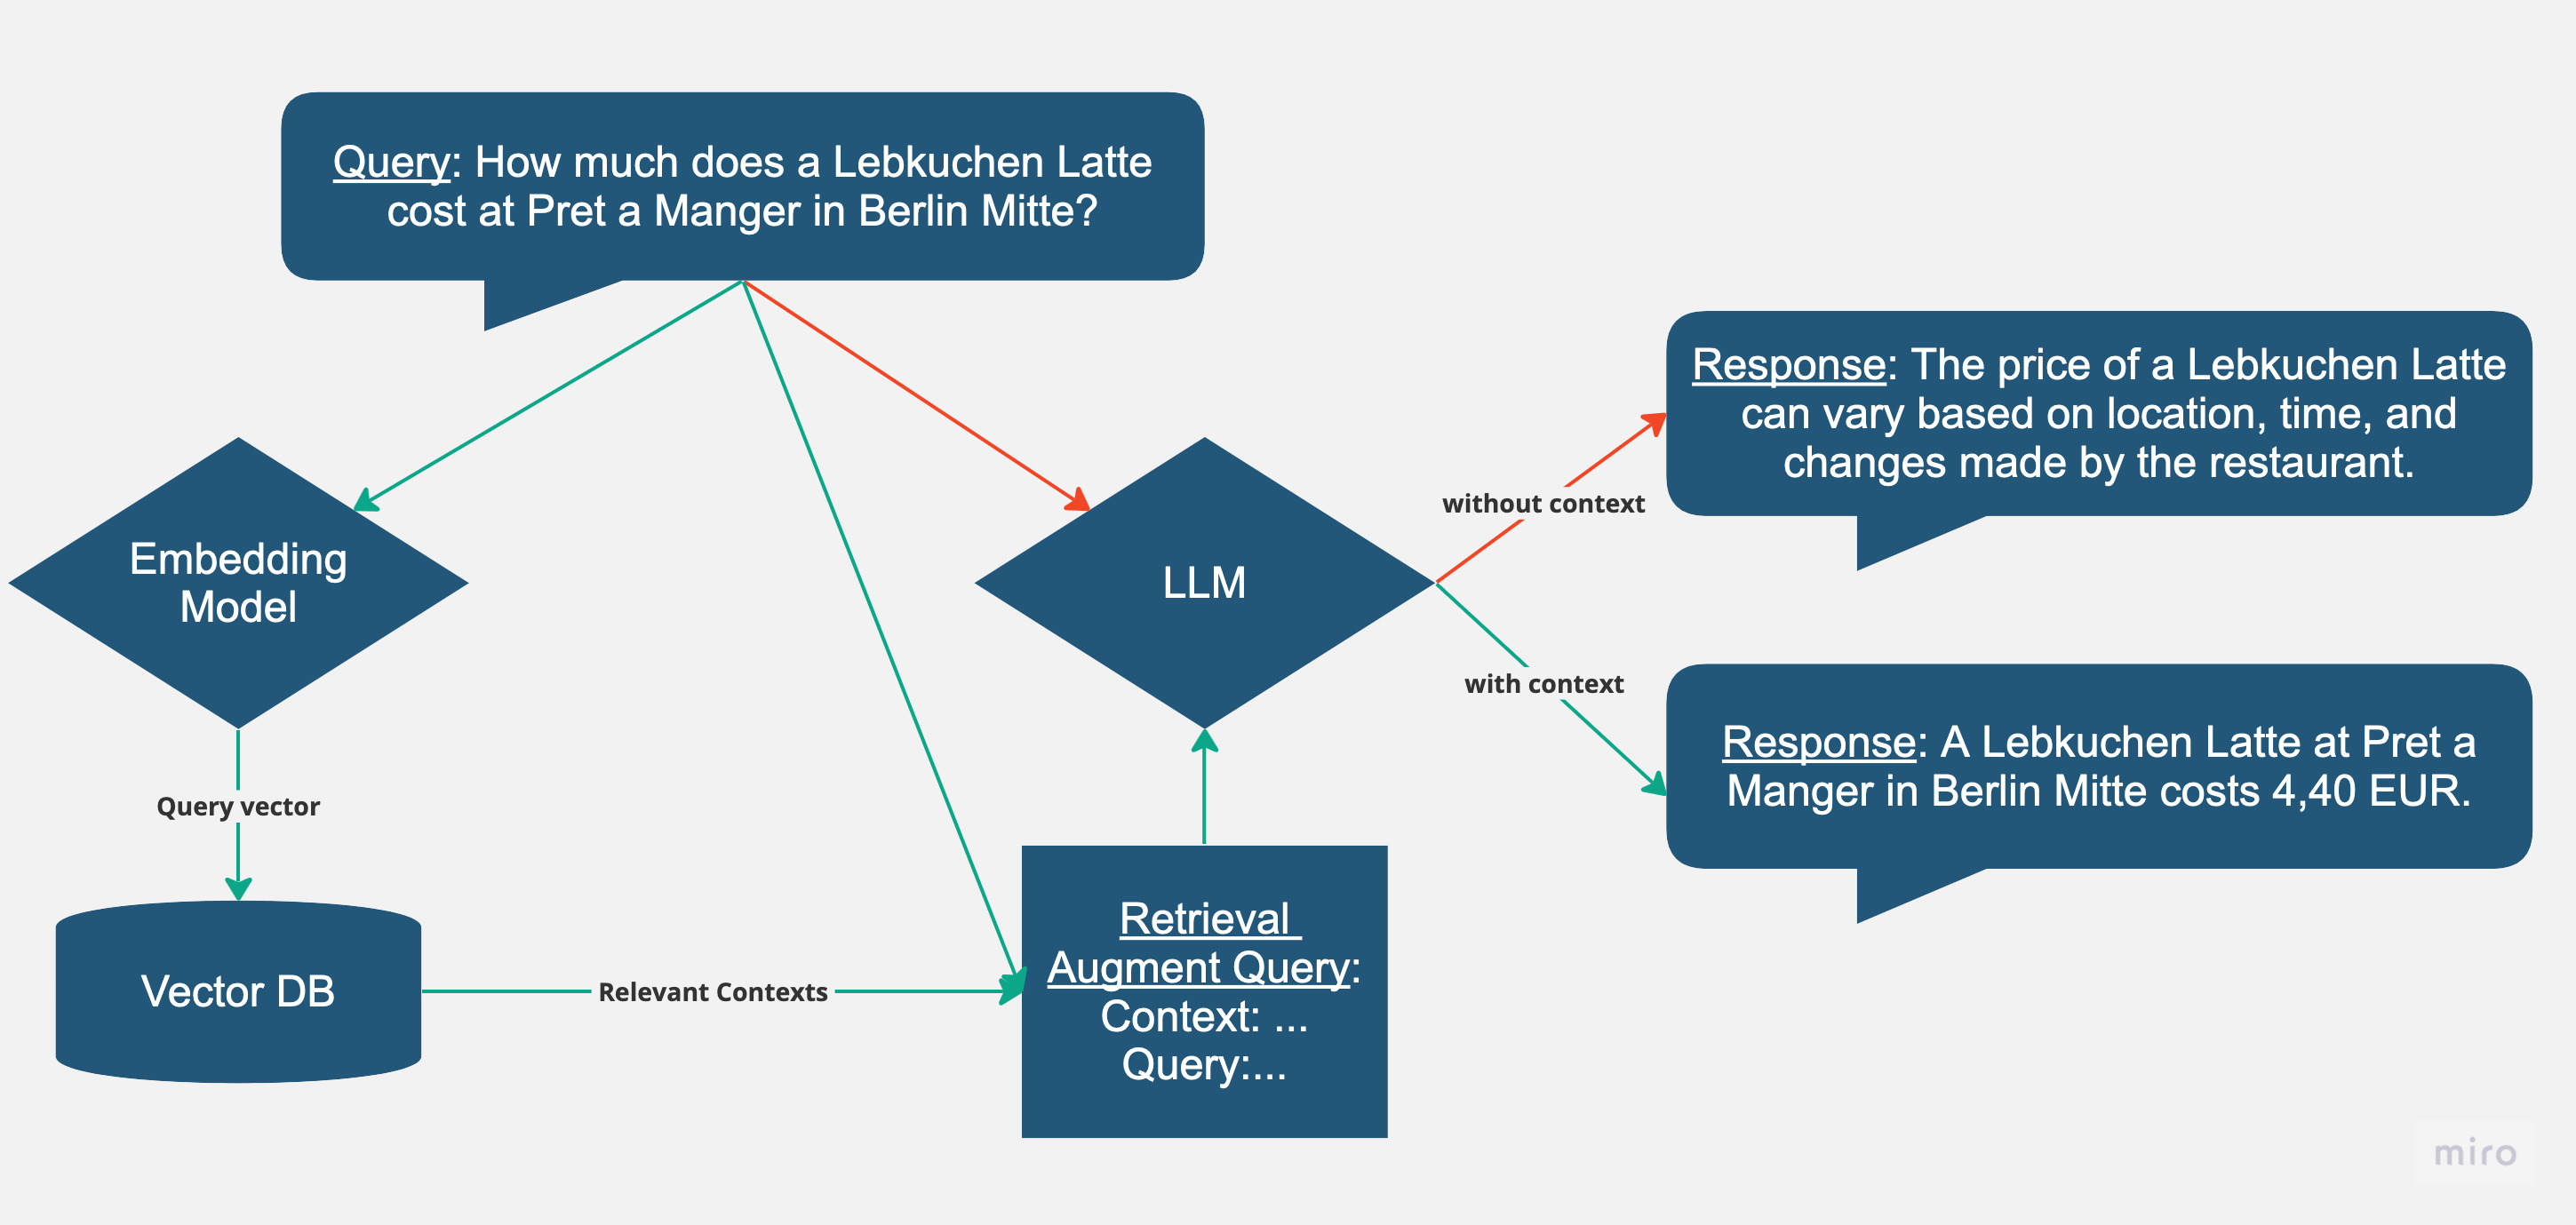 Query: How much does a Lebkuchen Latte
cost at Pret a Manger in Berlin Mitte?
Response: The price of a Lebkuchen Latte
can vary based on location, time, and
changes made by the restaurant.
without context
Embedding
Model
LLM
with context
Response: A Lebkuchen Latte at Pret a
Manger in Berlin Mitte costs 4,40 EUR.
Query vector
Vector DB
Relevant Contexts
Retrieval
Augment Query:
Context: ...
Query:...
miro